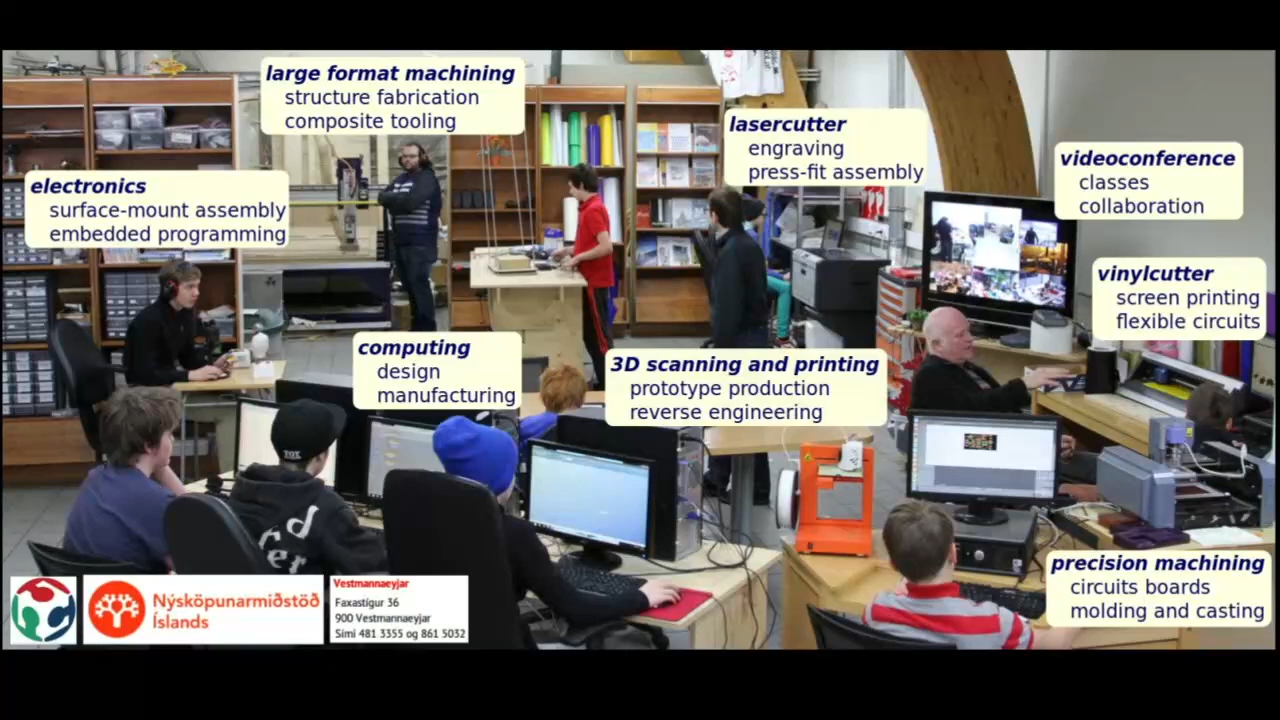 large format machining
structure fabrication
composite tooling
lasercutter
engraving
press-fit assembly
videoconference
classes
collaboration
electronics
surface-mount assembly
embedded programming
vinylcutter
screen printing
flexible circuits
computing
design
manufacturing
3D scanning and printing
prototype production
reverse engineering
precision machining
circuits boards
molding and casting
Nýsköpunarmiðstöð
Íslands
Vestmannaeyjar
Faxastígur 36
900 Vestmannaeyjar
Sími 481 3355 og 861 5032